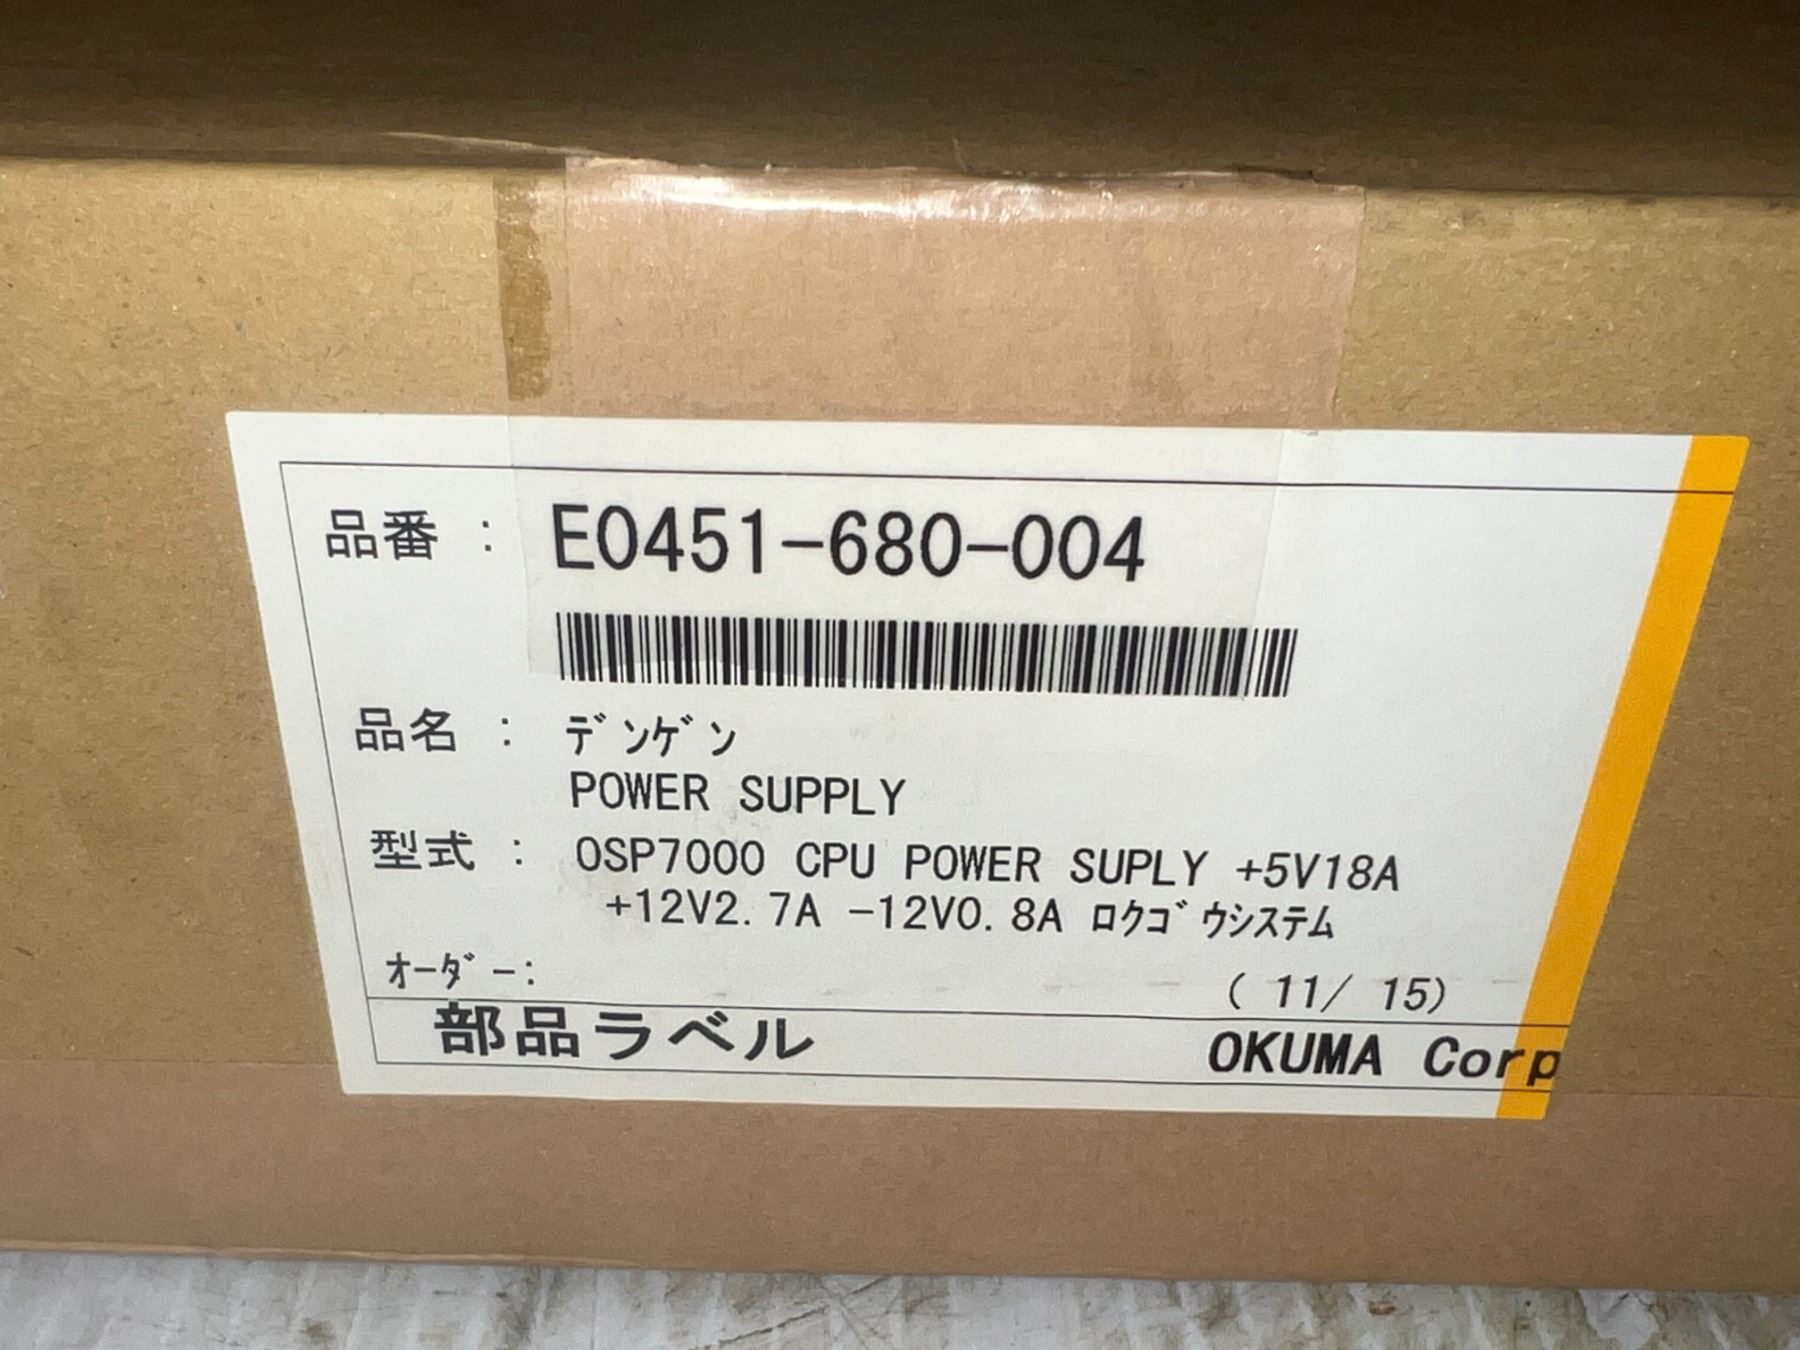 品番 : E0451-680-004
品名 : ﾃﾞﾝｹﾞﾝ
POWER SUPPLY
型式 : OSP7000 CPU POWER SUPLY +5V18A
+12V2.7A -12V0.8A ﾛｸｺﾞｳｼｽﾃﾑ
ｵｰﾀﾞｰ:
( 11/ 15)
部品ラベル OKUMA Corp